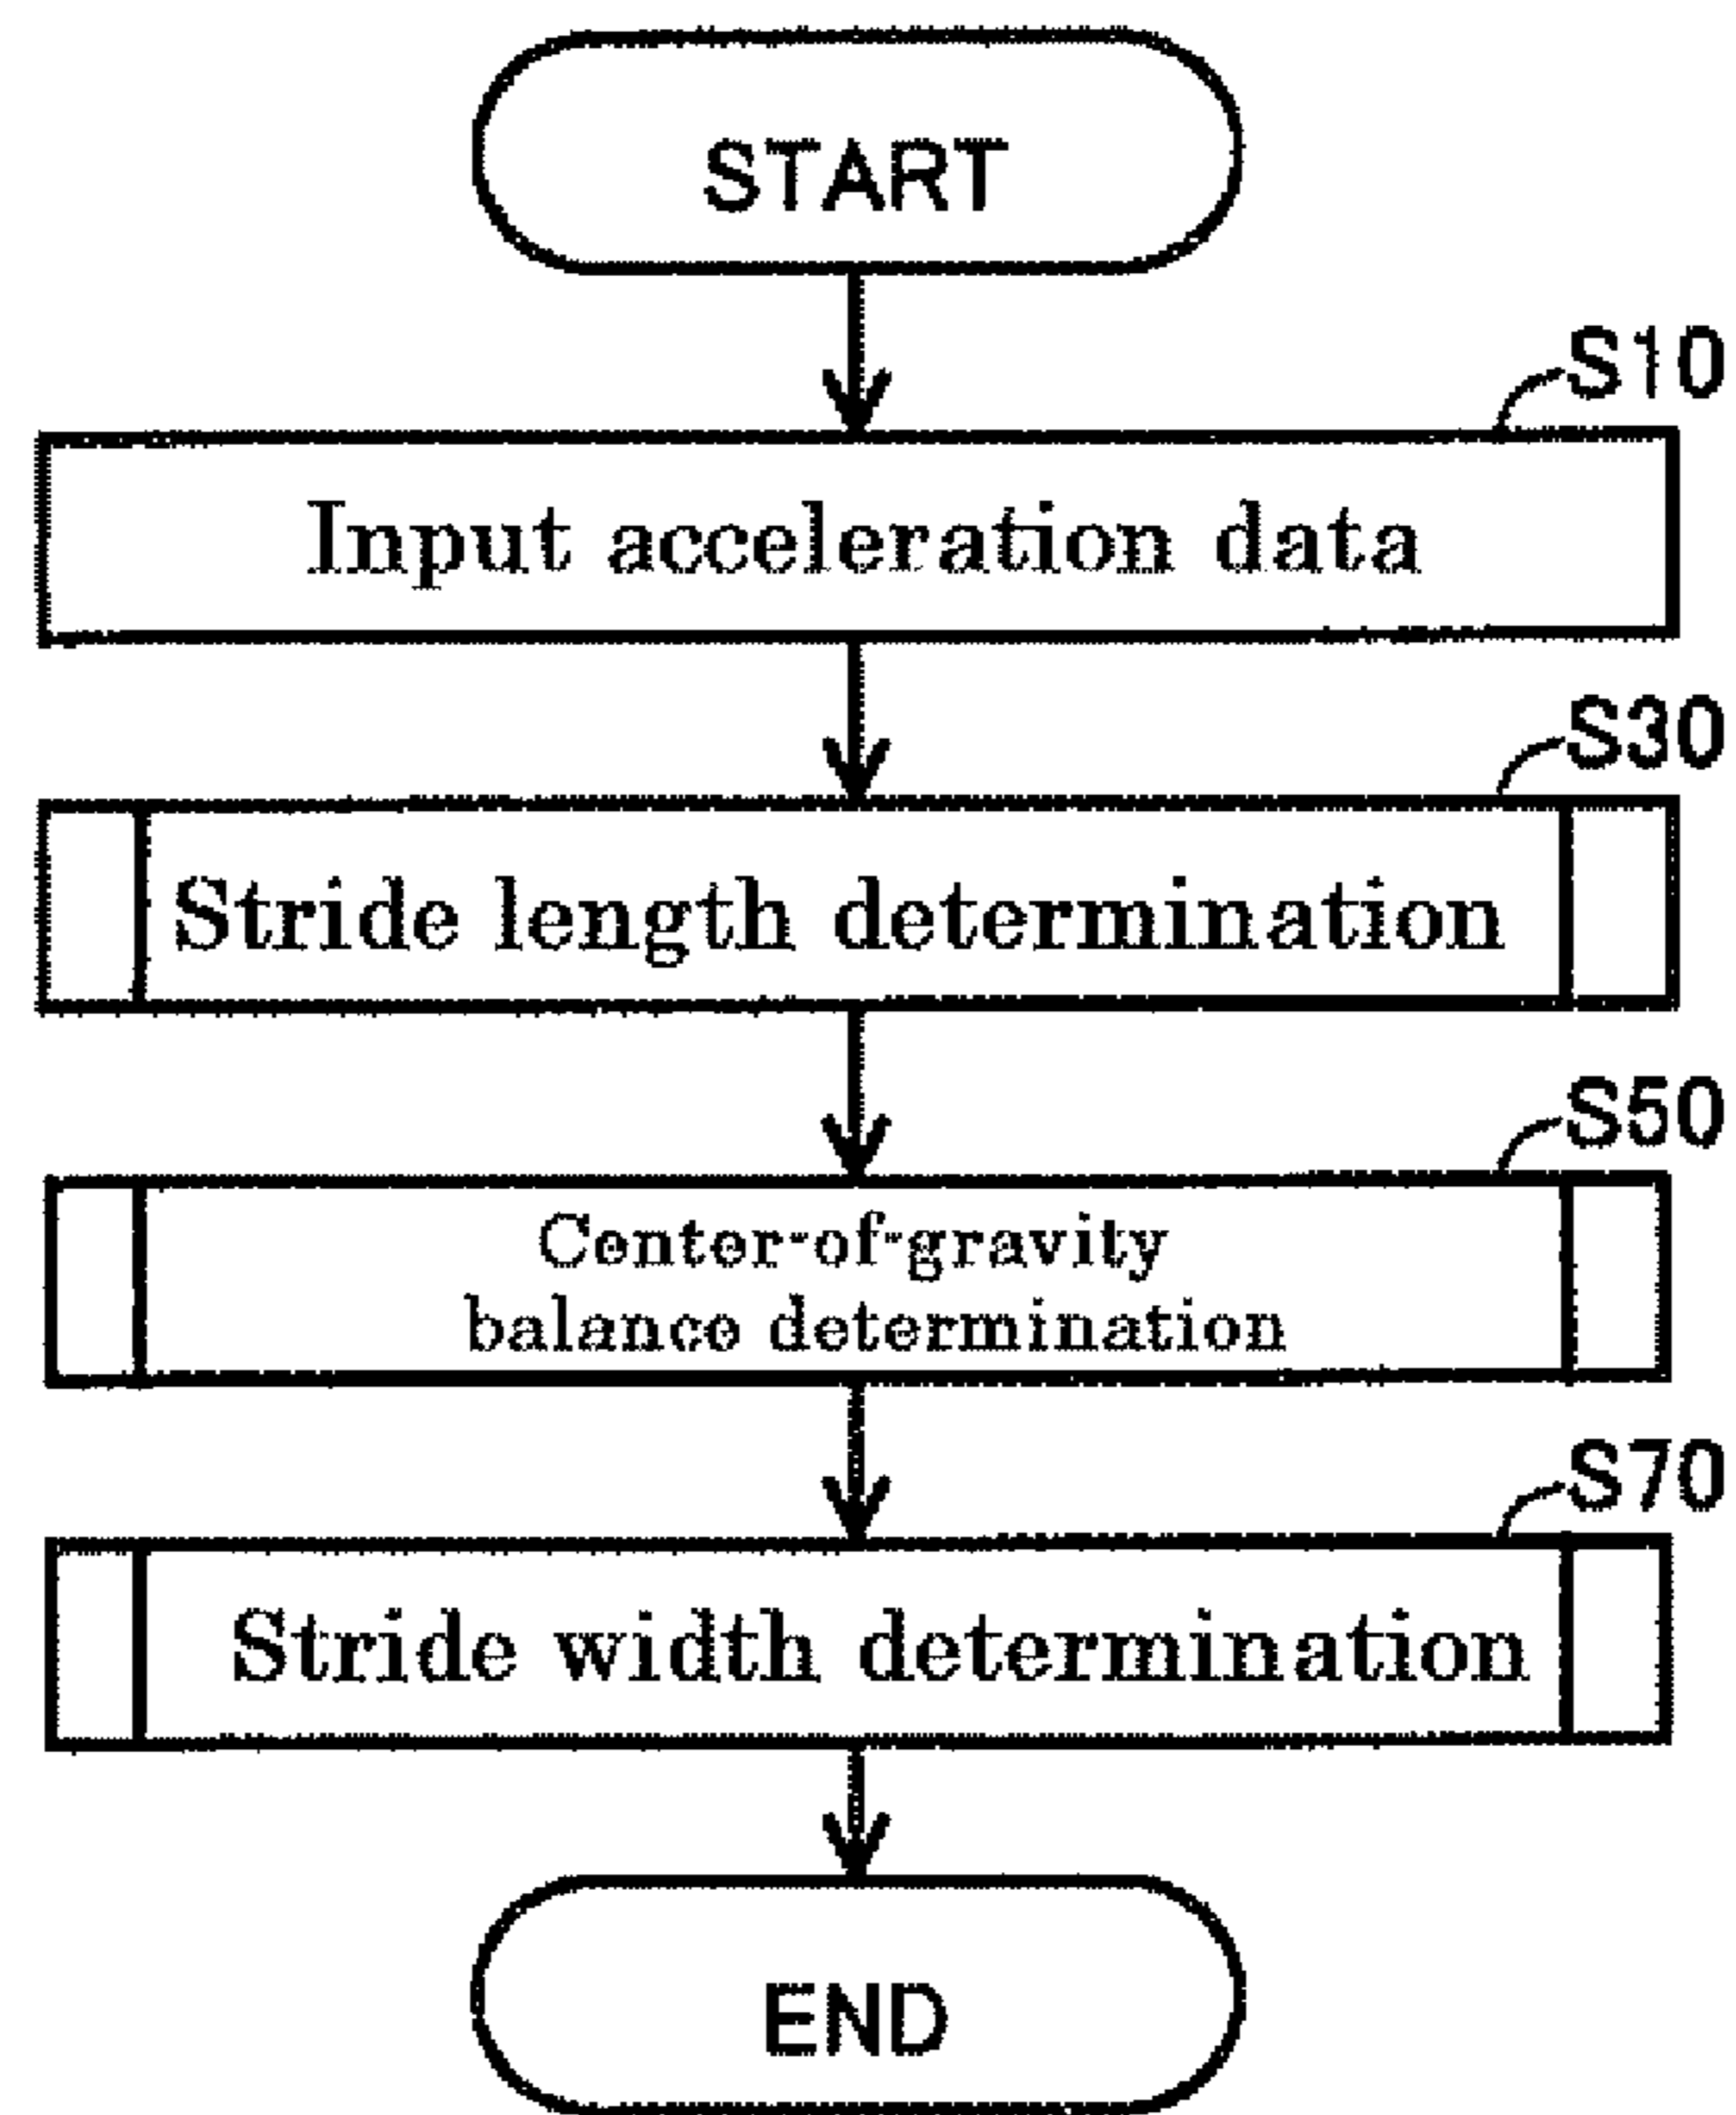 START
S10
Input acceleration data
S30
Stride length determination
S50
Center-of-gravity
balance determination
S70
Stride width determination
END